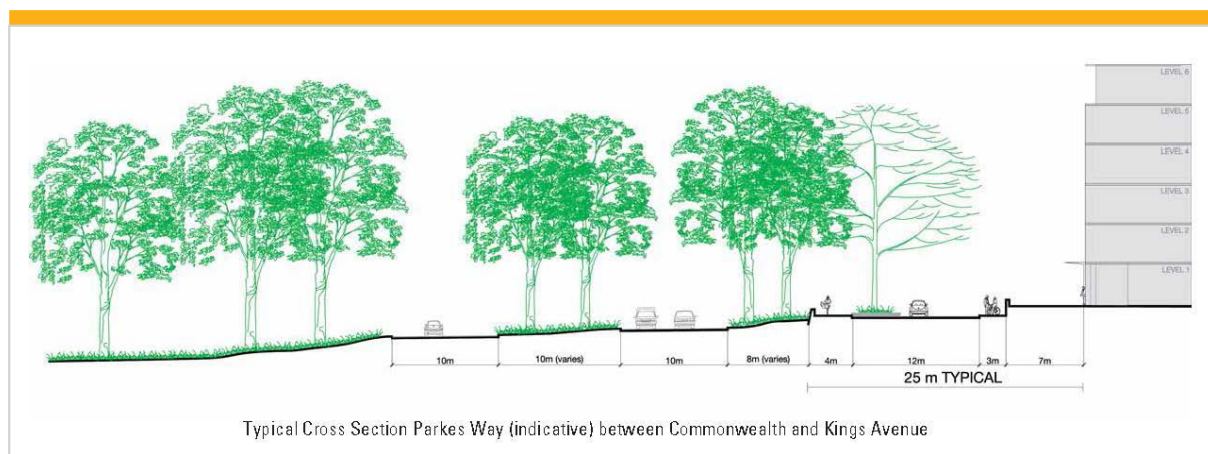 LEVEL 6
LEVEL 5
LEVEL 4
LEVEL 3
LEVEL 2
LEVEL 1
10m
10m (varies)
10m
8m (varies)
4m
12m
3m
7m
25 m TYPICAL
Typical Cross Section Parkes Way (indicative) between Commonwealth and Kings Avenue